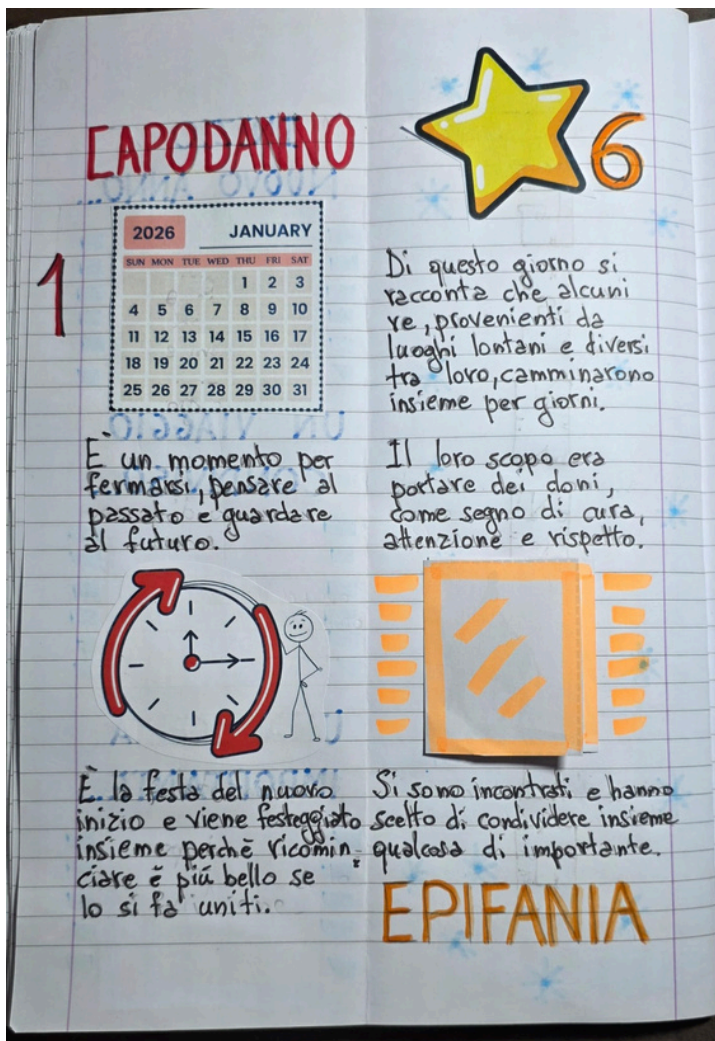 CAPODANNO
1
2026 JANUARY
SUN MON TUE WED THU FRI SAT
1 2 3
4 5 6 7 8 9 10
11 12 13 14 15 16 17
18 19 20 21 22 23 24
25 26 27 28 29 30 31
È un momento per
fermarsi, pensare al
passato e guardare
al futuro.
È la festa del nuovo
inizio e viene festeggiato
insieme perchè ricomin-
ciare è piú bello se
lo si fa uniti.
6
Di questo giorno si
racconta che alcuni
re, provenienti da
luoghi lontani e diversi
tra loro, camminarono
insieme per giorni.
Il loro scopo era
portare dei doni,
come segno di cura,
attenzione e rispetto.
Si sono incontrati e hanno
scelto di condividere insieme
qualcosa di importante.
EPIFANIA